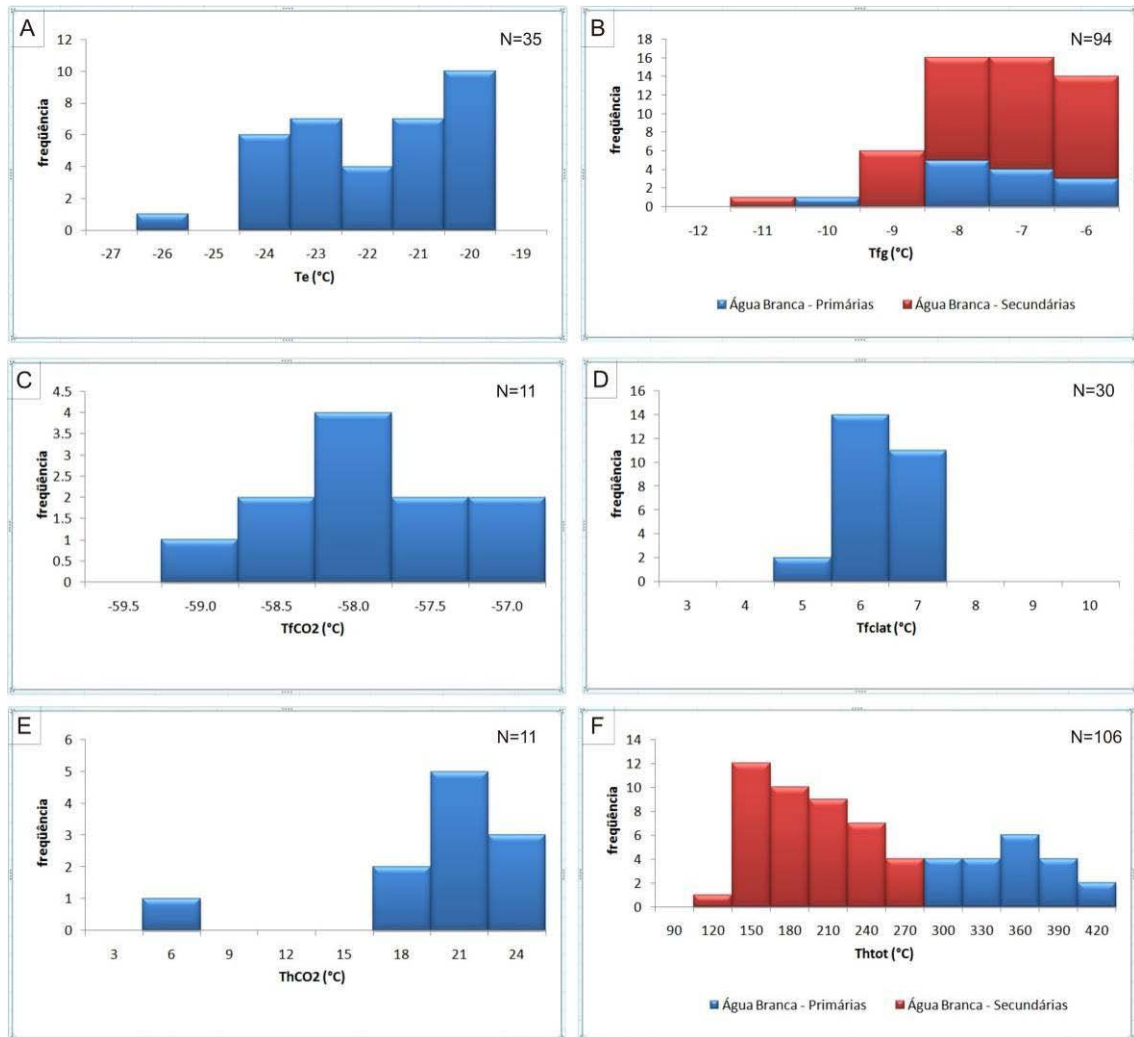 A
N=35
freqüência
12
10
8
6
4
2
0
-27 -26 -25 -24 -23 -22 -21 -20 -19
Te (°C)
B
N=94
freqüência
18
16
14
12
10
8
6
4
2
0
-12 -11 -10 -9 -8 -7 -6
Tfg (°C)
Água Branca - Primárias Água Branca - Secundárias
C
N=11
freqüência
4.5
4
3.5
3
2.5
2
1.5
1
0.5
0
-59.5 -59.0 -58.5 -58.0 -57.5 -57.0
TfCO2 (°C)
D
N=30
freqüência
16
14
12
10
8
6
4
2
0
3 4 5 6 7 8 9 10
Tfclat (°C)
E
N=11
freqüência
6
5
4
3
2
1
0
3 6 9 12 15 18 21 24
ThCO2 (°C)
F
N=106
freqüência
14
12
10
8
6
4
2
0
90 120 150 180 210 240 270 300 330 360 390 420
Thtot (°C)
Água Branca - Primárias Água Branca - Secundárias